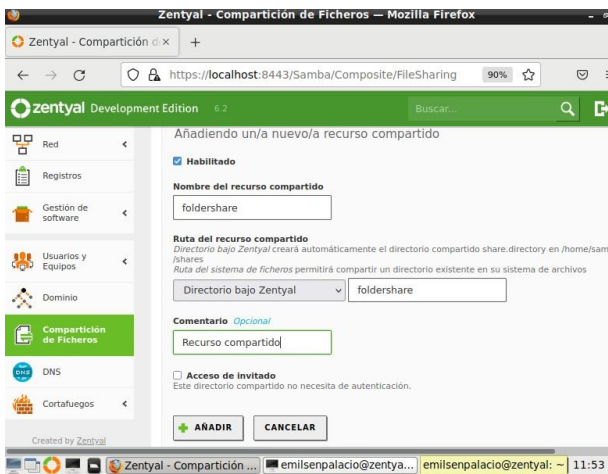 Zentyal - Compartición de Ficheros — Mozilla Firefox
Zentyal - Compartición d
https://localhost:8443/Samba/Composite/FileSharing 90%
zentyal Development Edition 6.2 Buscar...
Red
Registros
Gestión de
software
Usuarios y
Equipos
Dominio
Compartición
de Ficheros
DNS
DNS
Cortafuegos
Created by Zentyal
Añadiendo un/a nuevo/a recurso compartido
Habilitado
Nombre del recurso compartido
foldershare
Ruta del recurso compartido
Directorio bajo Zentyal creará automáticamente el directorio compartido share.directory en /home/sam
/shares
Ruta del sistema de ficheros permitirá compartir un directorio existente en su sistema de archivos
Directorio bajo Zentyal foldershare
Comentario Opcional
Recurso compartido
Acceso de invitado
Este directorio compartido no necesita de autenticación.
AÑADIR CANCELAR
Zentyal - Compartición ... emilsenpalacio@zentya... emilsenpalacio@zentyal: ~ 11:53